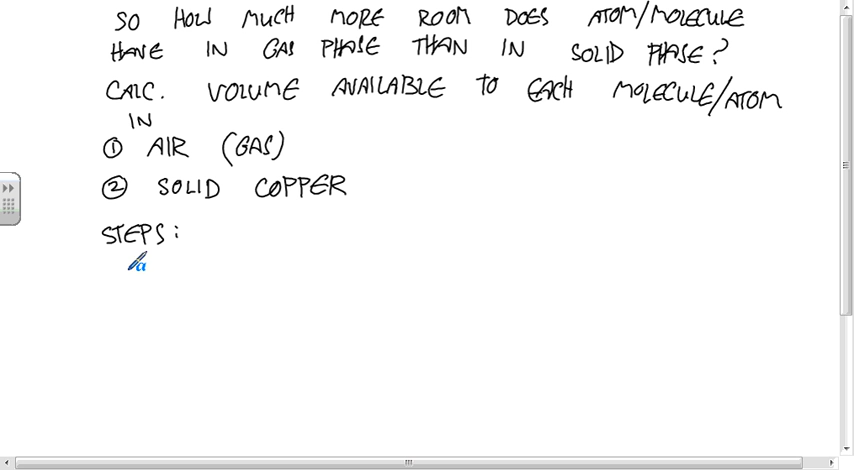 SO HOW MUCH MORE ROOM DOES ATOM/MOLECULE
HAVE IN GAS PHASE THAN IN SOLID PHASE?
CALC. VOLUME AVAILABLE TO EACH MOLECULE/ATOM
IN
① AIR (GAS)
② SOLID COPPER
STEPS: